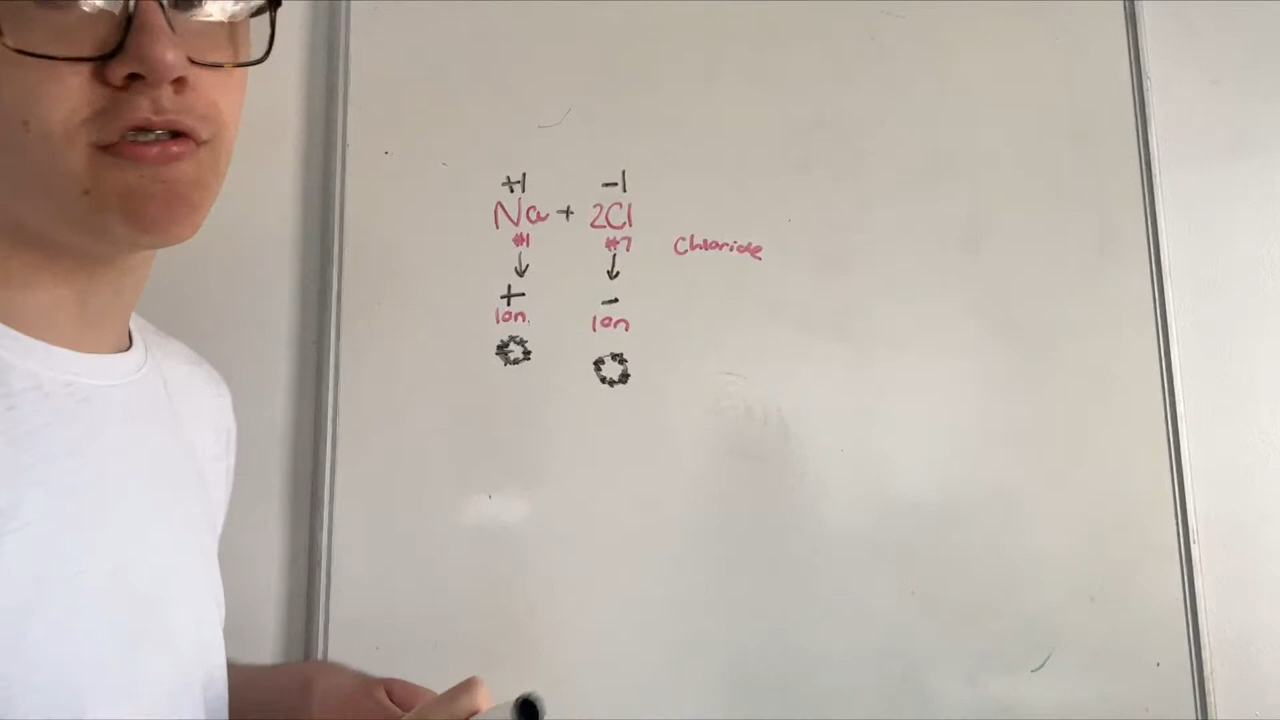 +1 -1
Na + 2Cl
#1 #7 Chloride
↓ ↓
+ -
Ion. Ion